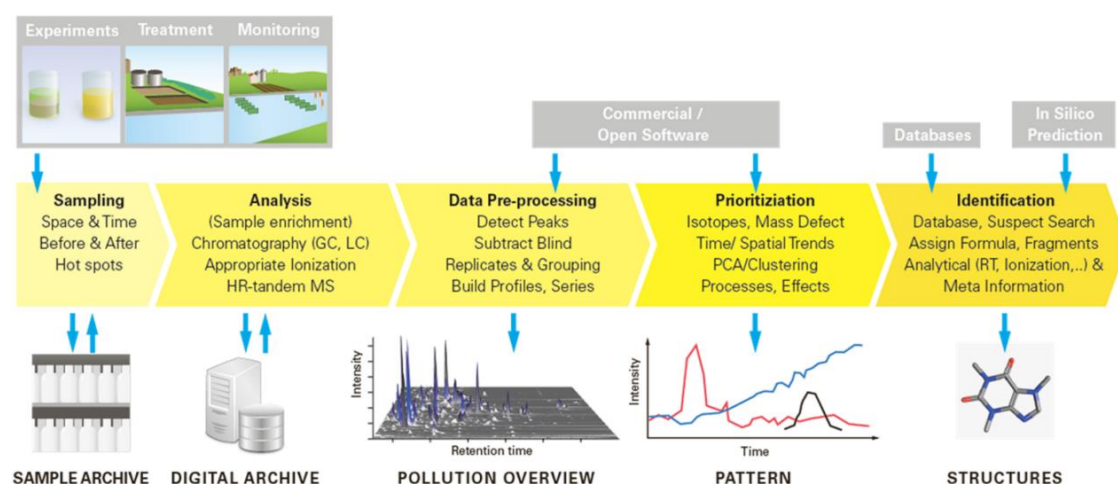 Experiments Treatment Monitoring
Commercial /
Open Software
Databases
In Silico
Prediction
Sampling
Space & Time
Before & After
Hot spots
Analysis
(Sample enrichment)
Chromatography (GC, LC)
Appropriate Ionization
HR-tandem MS
Data Pre-processing
Detect Peaks
Subtract Blind
Replicates & Grouping
Build Profiles, Series
Prioritiziation
Isotopes, Mass Defect
Time/ Spatial Trends
PCA/Clustering
Processes, Effects
Identification
Database, Suspect Search
Assign Formula, Fragments
Analytical (RT, Ionization,..) &
Meta Information
Intensity
Retention time
Intensity
Time
SAMPLE ARCHIVE
DIGITAL ARCHIVE
POLLUTION OVERVIEW
PATTERN
STRUCTURES